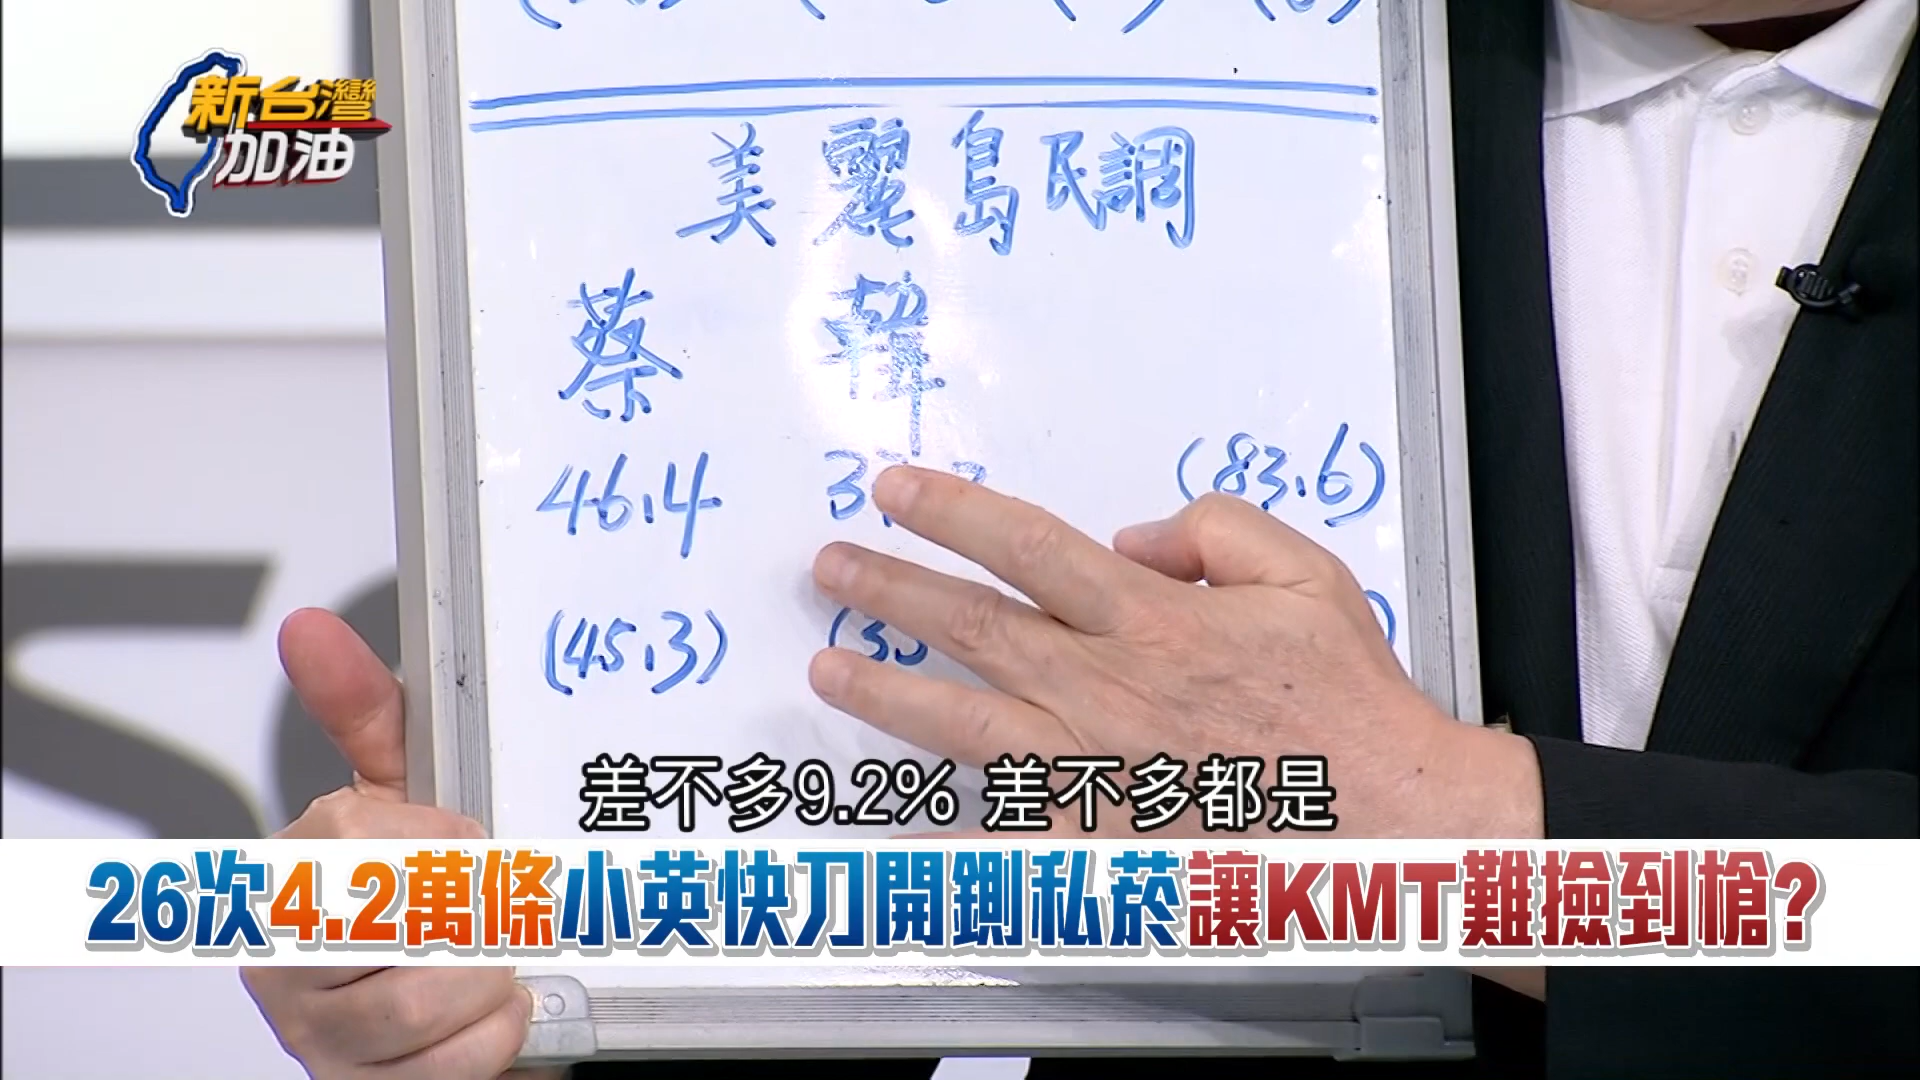 新台灣
加油
美麗島民調
蔡 韓
46.4 (83.6)
(45.3)
差不多9.2% 差不多都是
26次4.2萬條小英快刀開鍘私菸讓KMT難撿到槍?